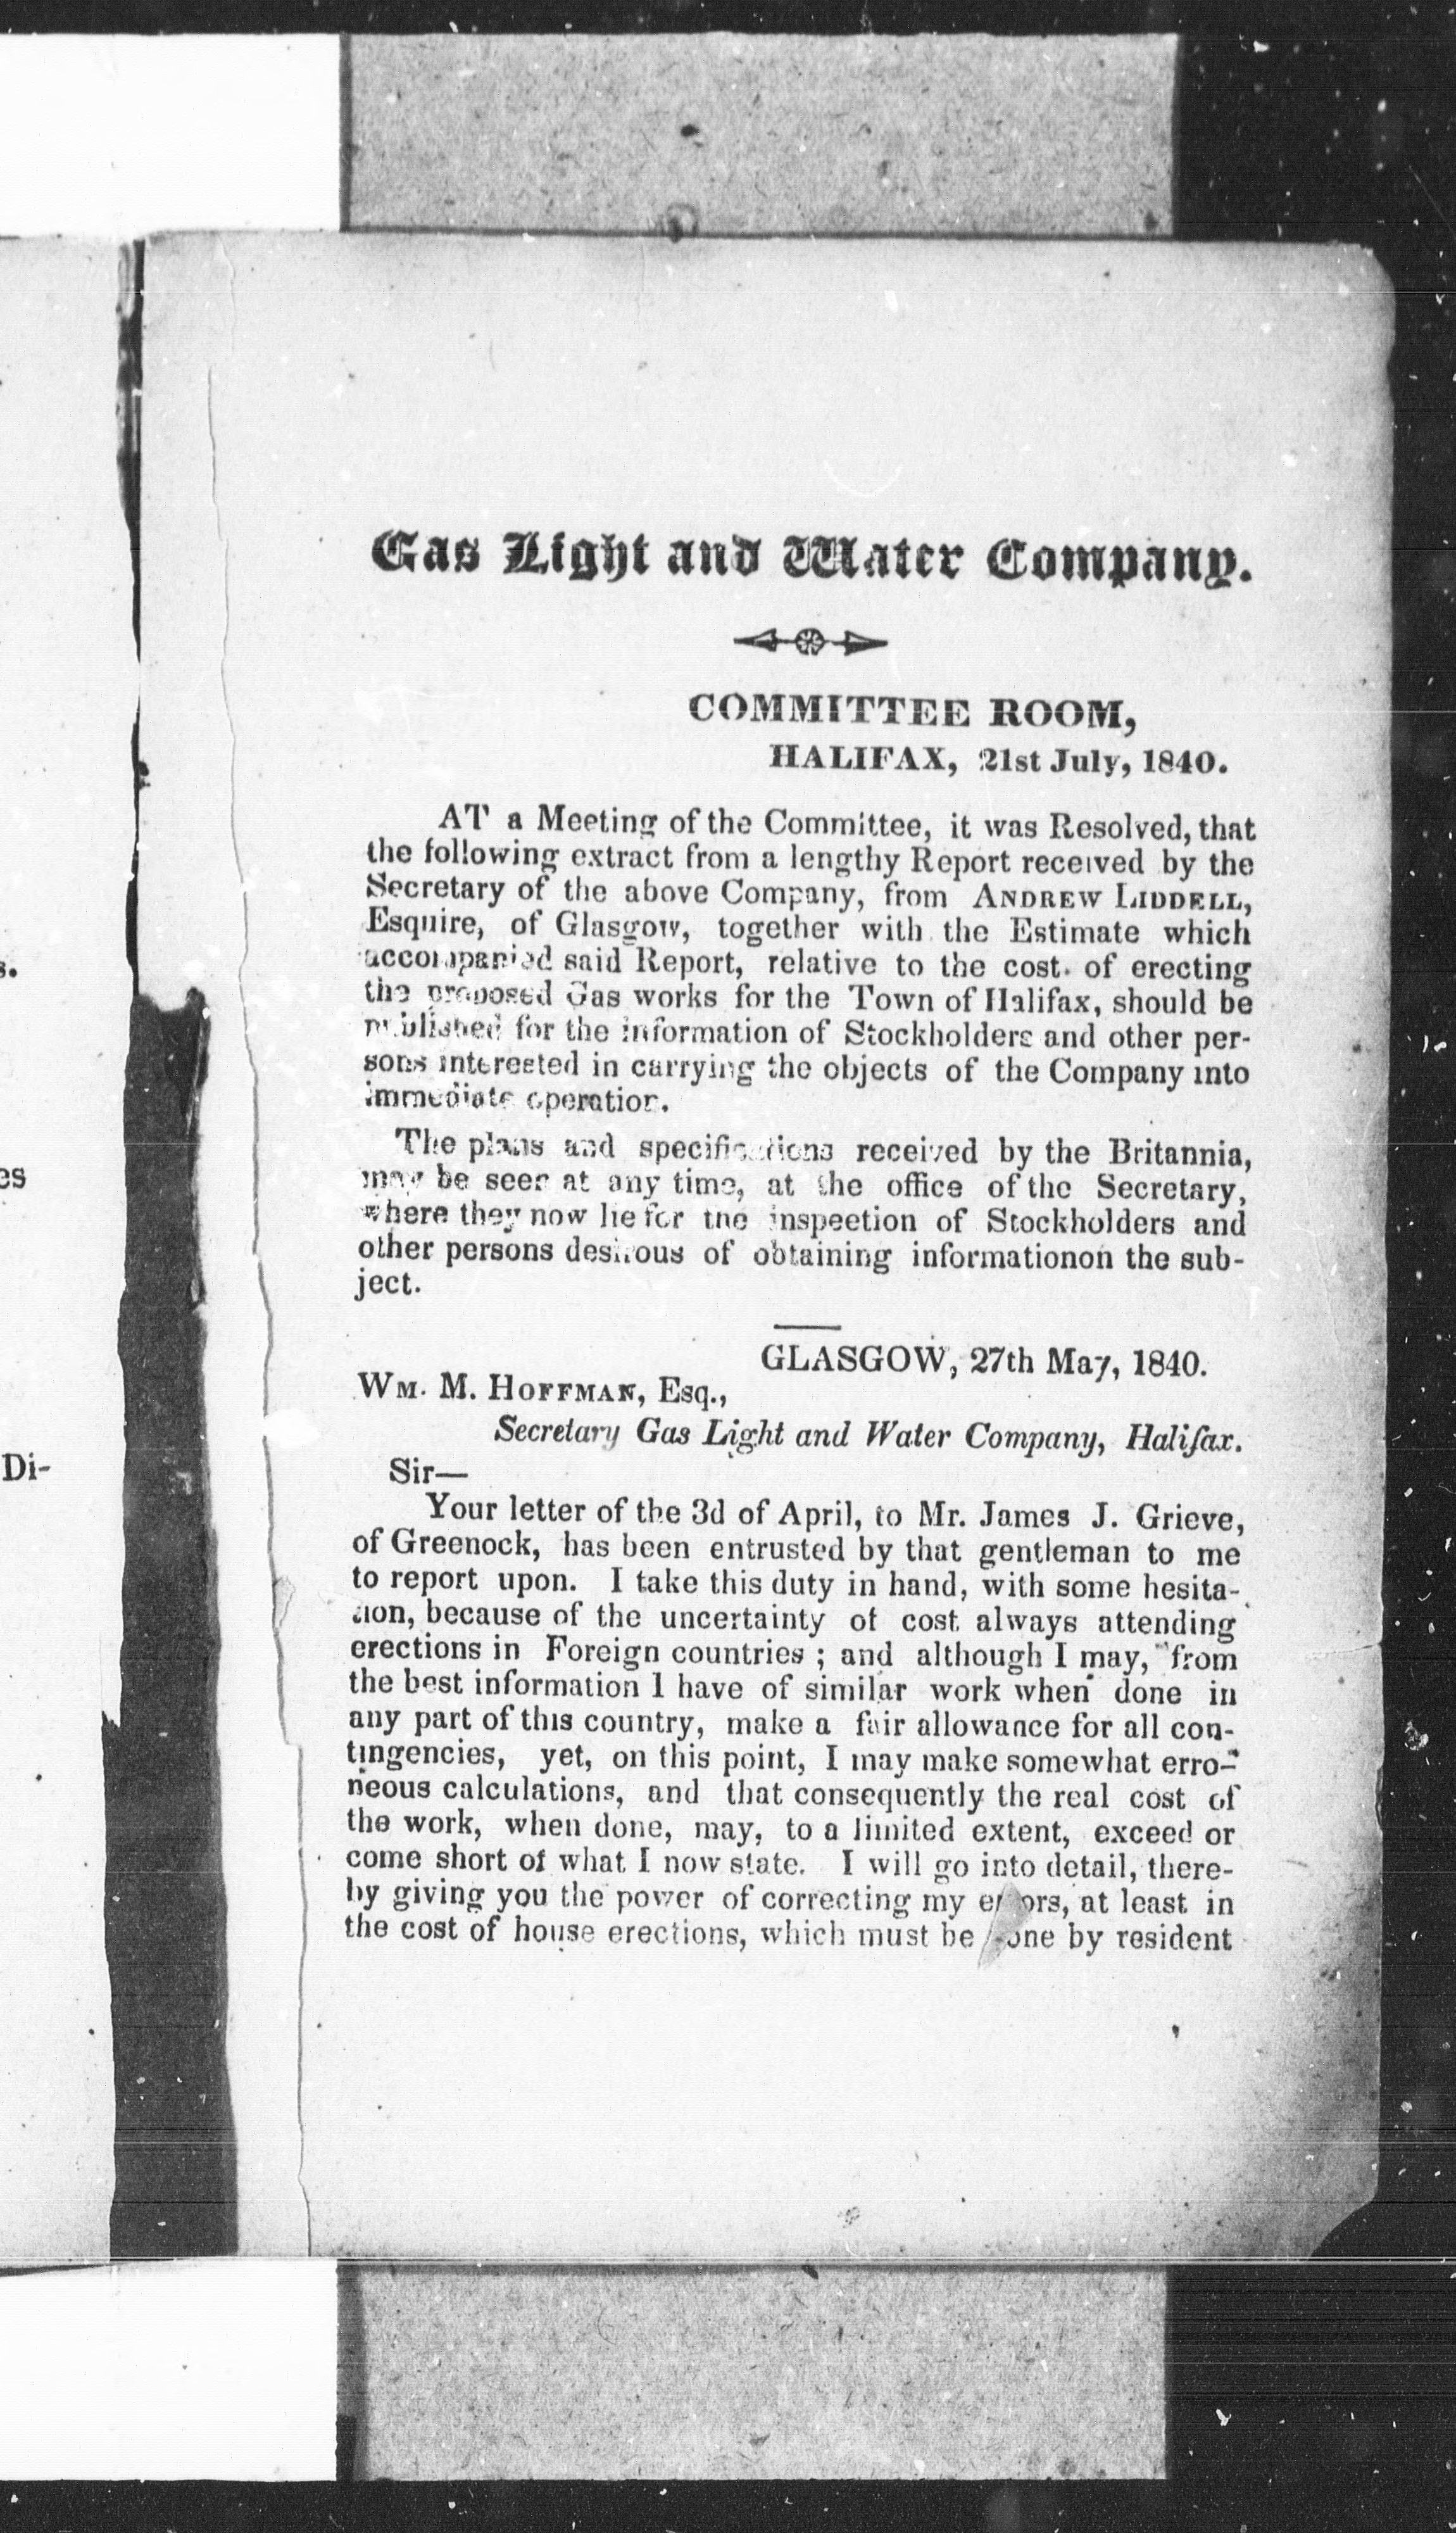 Gas Light and Water Company.
COMMITTEE ROOM,
HALIFAX, 21st July, 1840.
AT a Meeting of the Committee, it was Resolved, that
the following extract from a lengthy Report received by the
Secretary of the above Company, from ANDREW LIDDELL,
Esquire, of Glasgow, together with the Estimate which
accompanied said Report, relative to the cost of erecting
the proposed Gas works for the Town of Halifax, should be
published for the information of Stockholders and other per-
sons interested in carrying the objects of the Company into
immediate operation.
The plans and specifications received by the Britannia,
may be seen at any time, at the office of the Secretary,
where they now lie for the inspeetion of Stockholders and
other persons desirous of obtaining informationon the sub-
ject.
GLASGOW, 27th May, 1840.
WM. M. HOFFMAN, Esq.,
Secretary Gas Light and Water Company, Halifax.
Sir—
Your letter of the 3d of April, to Mr. James J. Grieve,
of Greenock, has been entrusted by that gentleman to me
to report upon. I take this duty in hand, with some hesita-
tion, because of the uncertainty of cost always attending
erections in Foreign countries ; and although I may, from
the best information I have of similar work when done in
any part of this country, make a fair allowance for all con-
tingencies, yet, on this point, I may make somewhat erro-
neous calculations, and that consequently the real cost of
the work, when done, may, to a limited extent, exceed or
come short of what I now state. I will go into detail, there-
by giving you the power of correcting my errors, at least in
the cost of house erections, which must be done by resident
s.
es
Di-